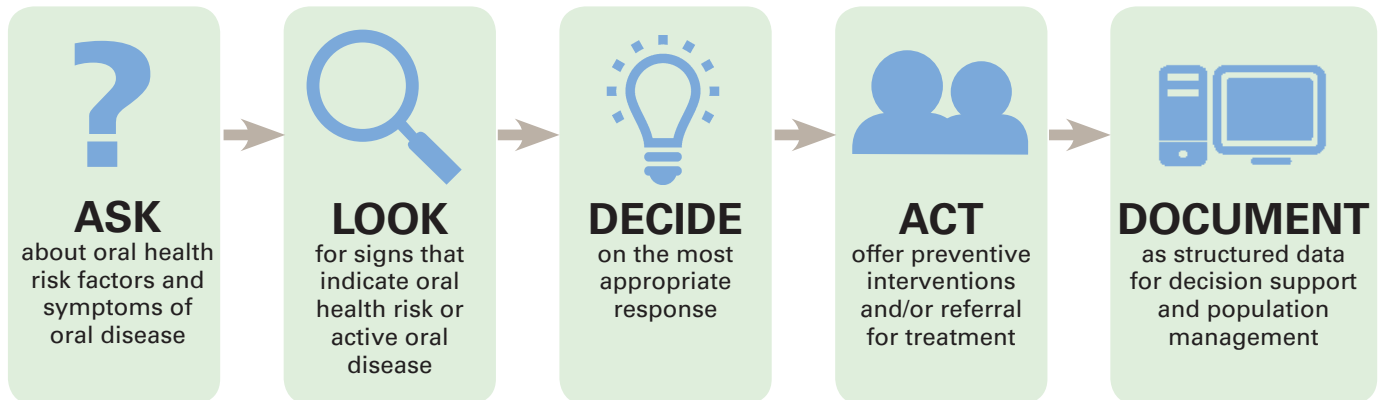 ASK
about oral health
risk factors and
symptoms of
oral disease
LOOK
for signs that
indicate oral
health risk or
active oral
disease
DECIDE
on the most
appropriate
response
ACT
offer preventive
interventions
and/or referral
for treatment
DOCUMENT
as structured data
for decision support
and population
management